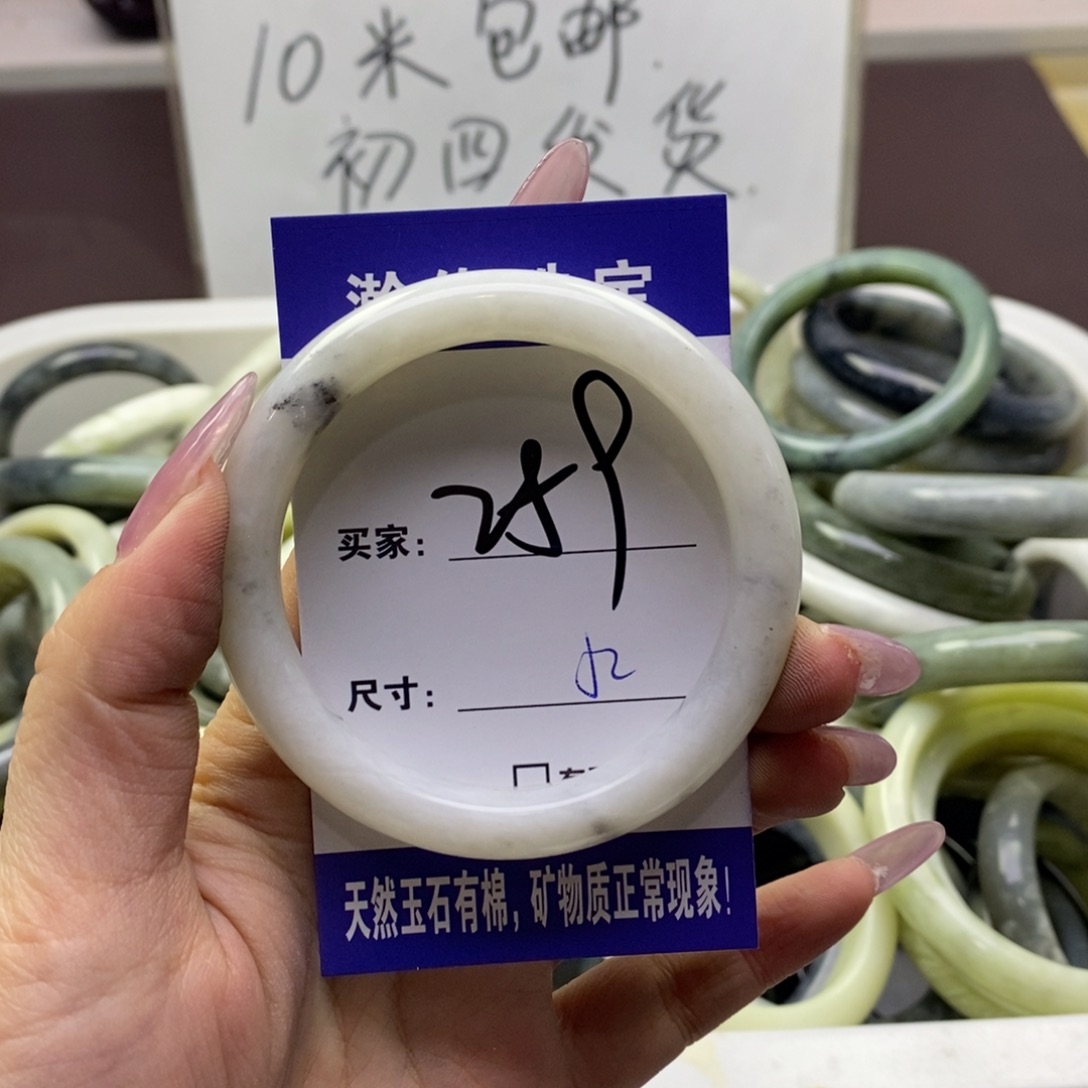 10米包邮.
初四发货.
买家：
尺寸：
天然玉石有棉，矿物质正常现象！